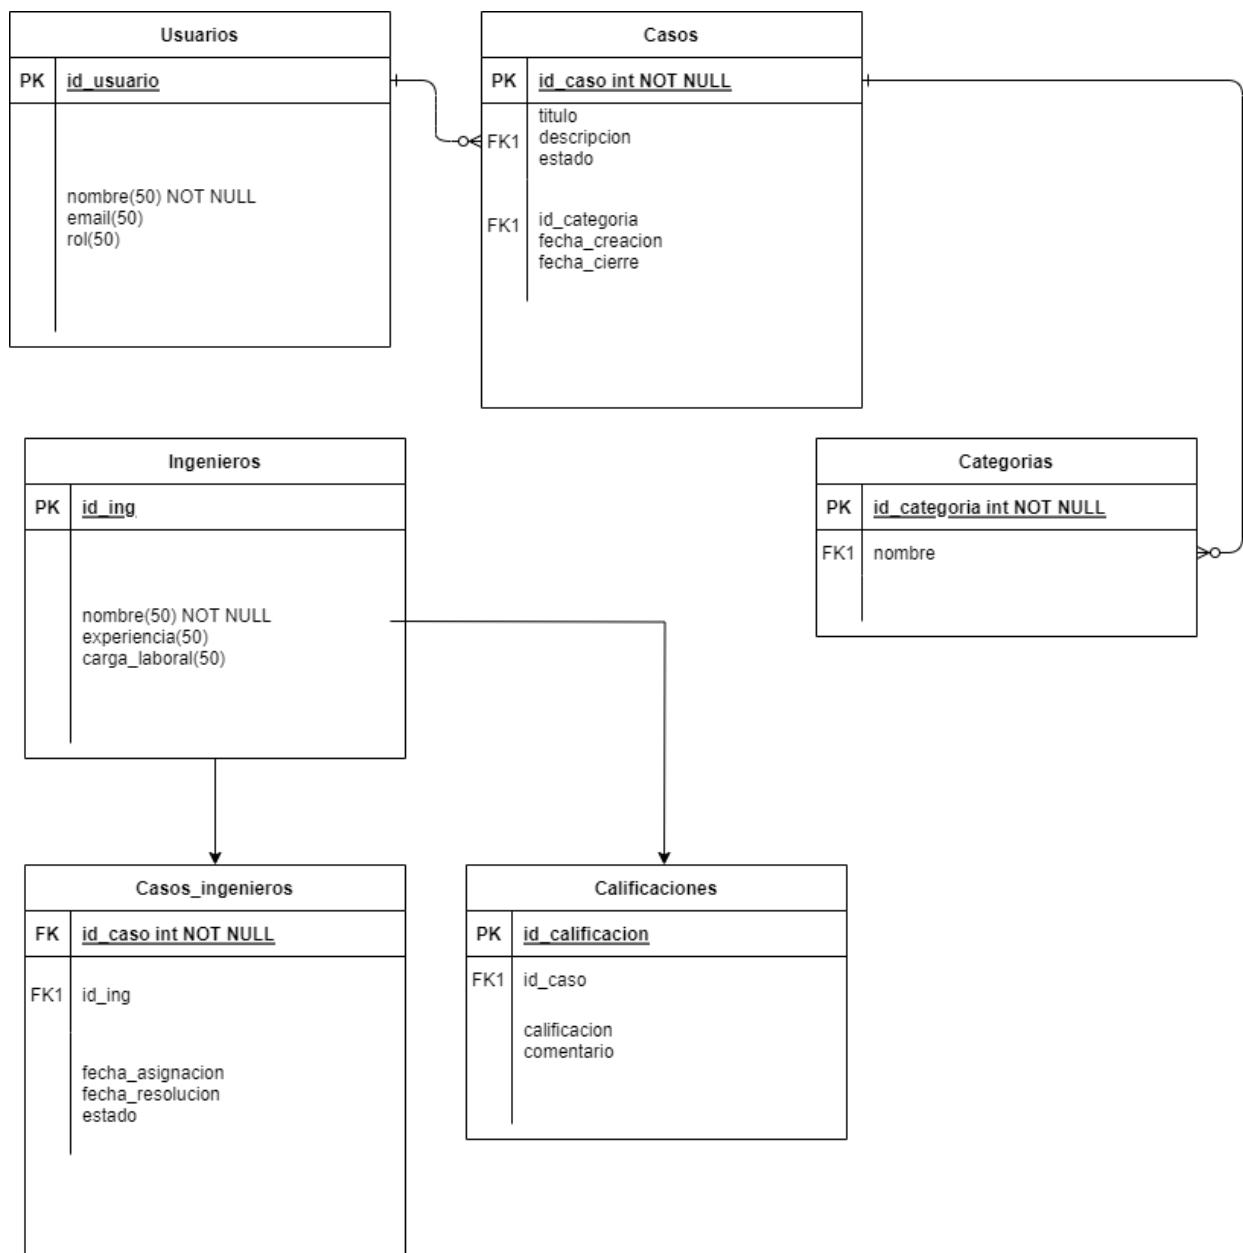 Usuarios
PK id_usuario
nombre(50) NOT NULL
email(50)
rol(50)
Casos
PK id_caso int NOT NULL
titulo
FK1 descripcion
estado
FK1 id_categoria
fecha_creacion
fecha_cierre
Ingenieros
PK id_ing
nombre(50) NOT NULL
experiencia(50)
carga_laboral(50)
Categorias
PK id_categoria int NOT NULL
FK1 nombre
Casos_ingenieros
FK id_caso int NOT NULL
FK1 id_ing
fecha_asignacion
fecha_resolucion
estado
Calificaciones
PK id_calificacion
FK1 id_caso
calificacion
comentario